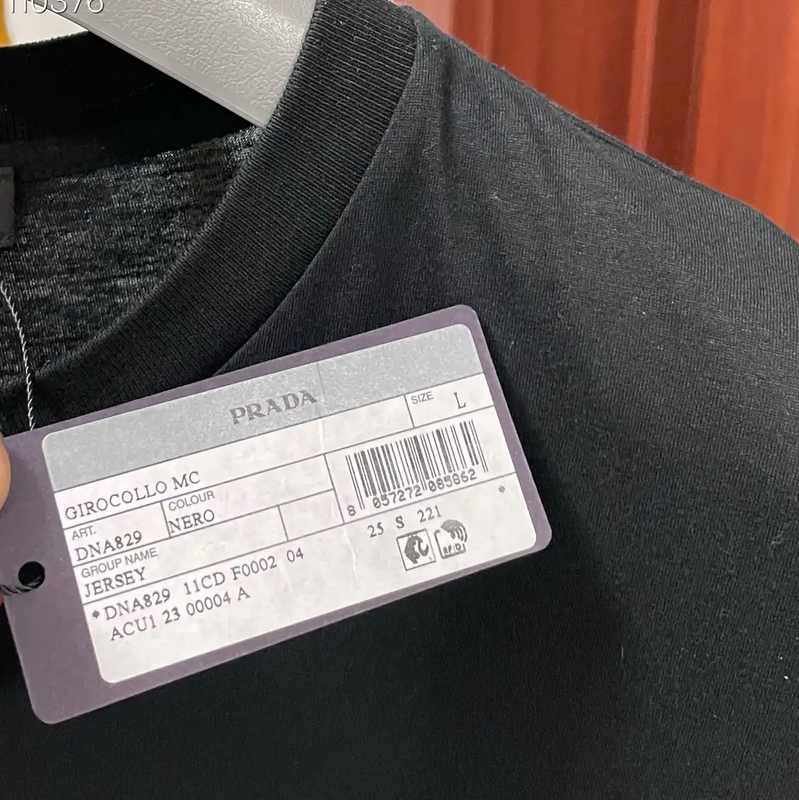 110376
PRADA
SIZE L
GIROCOLLO MC
ART. COLOUR
DNA829 NERO
8 057272 085862
GROUP NAME
JERSEY
25 S 221
RFID
*DNA829 11CD F0002 04
ACU1 23 00004 A